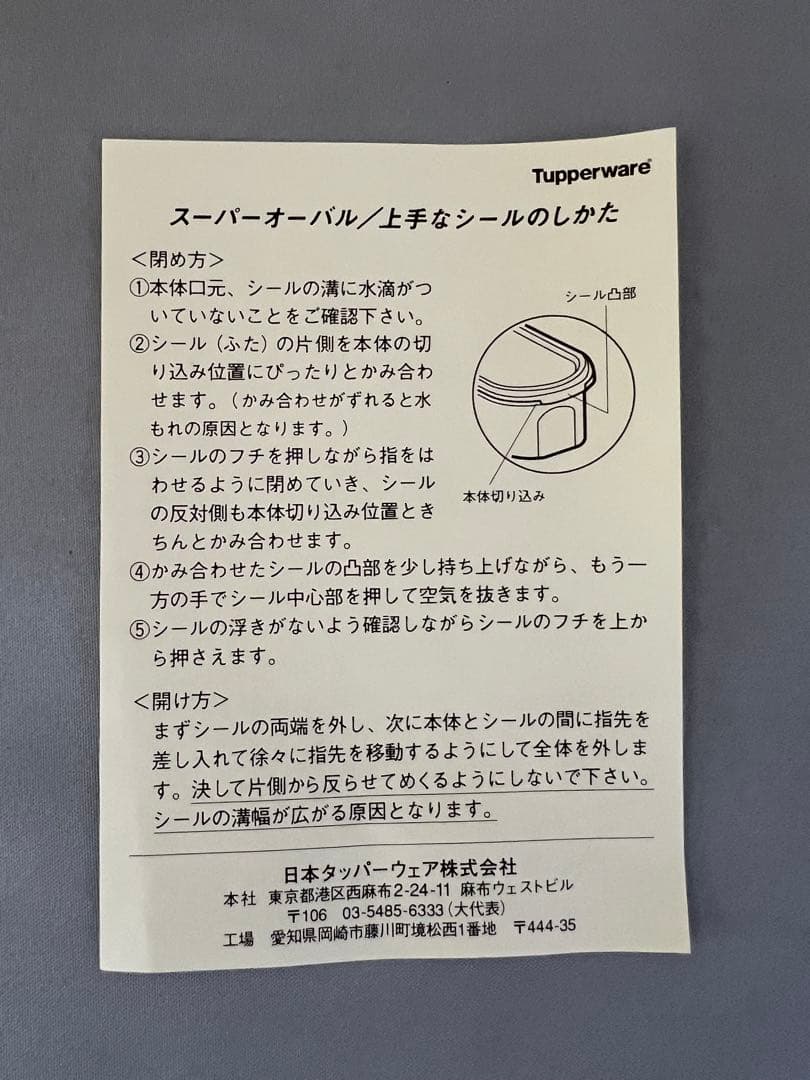 Tupperware®
スーパーオーバル/上手なシールのしかた
<閉め方>
①本体口元、シールの溝に水滴がつ
いていないことをご確認下さい。
②シール(ふた)の片側を本体の切
り込み位置にぴったりとかみ合わ
せます。(かみ合わせがずれると水
もれの原因となります。)
③シールのフチを押しながら指をは
わせるように閉めていき、シール
の反対側も本体切り込み位置とき
ちんとかみ合わせます。
シール凸部
本体切り込み
④かみ合わせたシールの凸部を少し持ち上げながら、もう一
方の手でシール中心部を押して空気を抜きます。
⑤シールの浮きがないよう確認しながらシールのフチを上か
ら押さえます。
<開け方>
まずシールの両端を外し、次に本体とシールの間に指先を
差し入れて徐々に指先を移動するようにして全体を外しま
す。決して片側から反らせてめくるようにしないで下さい。
シールの溝幅が広がる原因となります。
日本タッパーウェア株式会社
本社 東京都港区西麻布2-24-11 麻布ウェストビル
〒106 03-5485-6333(大代表)
工場 愛知県岡崎市藤川町境松西1番地 〒444-35